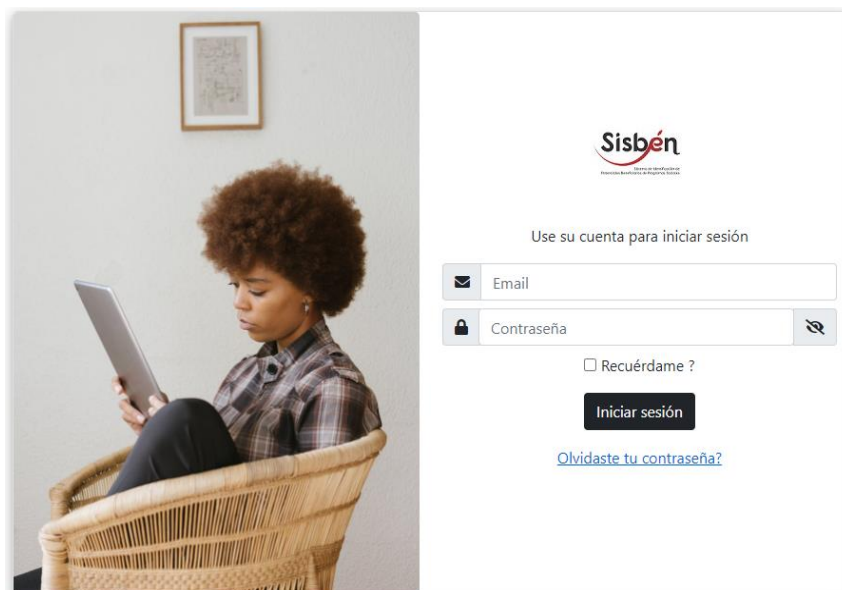 Sisbén
Use su cuenta para iniciar sesión
Email
Contraseña
Recuérdame ?
Iniciar sesión
Olvidaste tu contraseña?